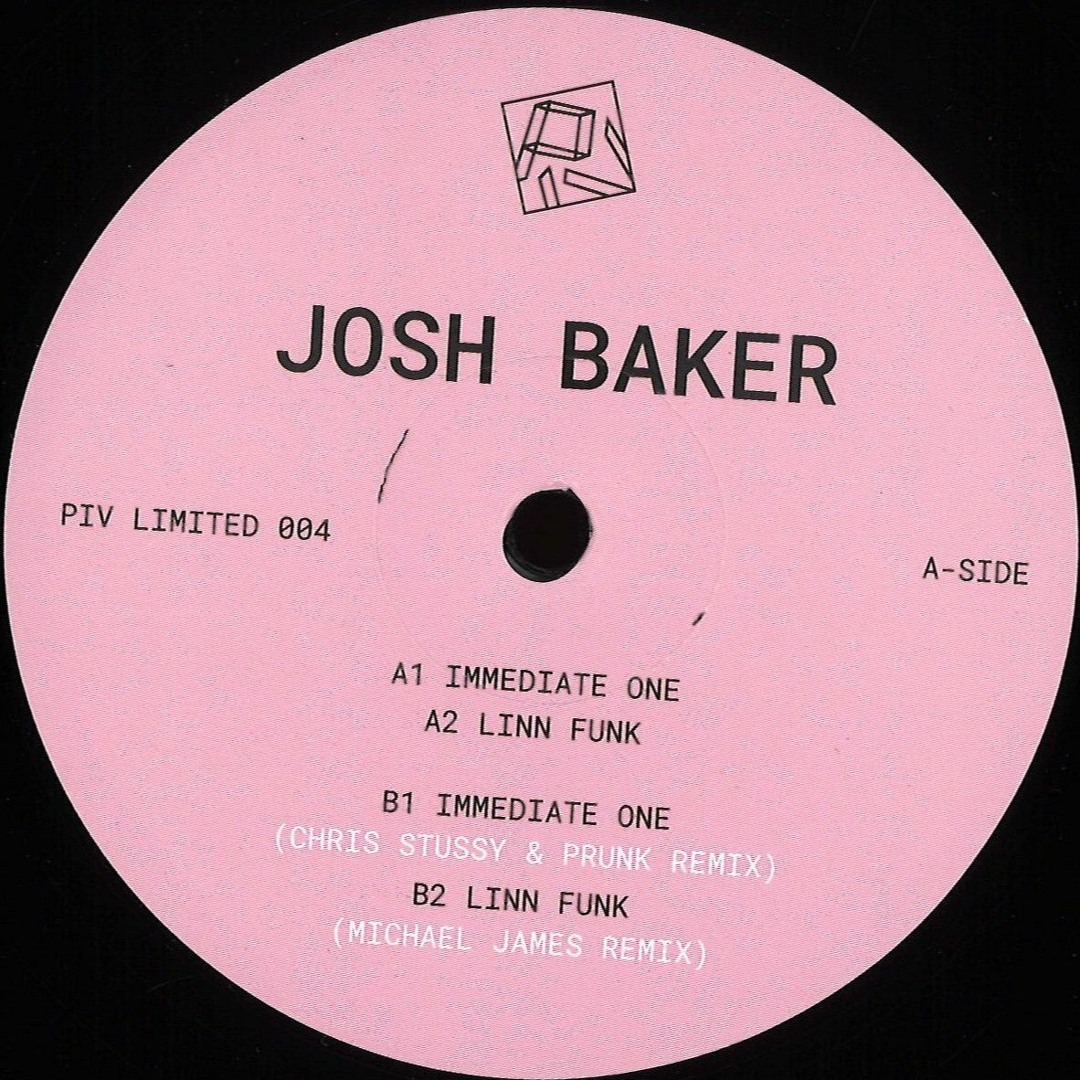 JOSH BAKER
PIV LIMITED 004
A-SIDE
A1 IMMEDIATE ONE
A2 LINN FUNK
B1 IMMEDIATE ONE
(CHRIS STUSSY & PRUNK REMIX)
B2 LINN FUNK
(MICHAEL JAMES REMIX)